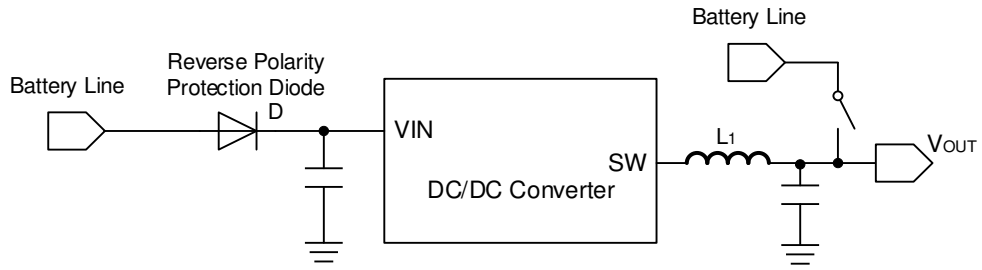 Battery Line
Reverse Polarity
Protection Diode
D
Battery Line
VIN
SW
DC/DC Converter
L1
VOUT